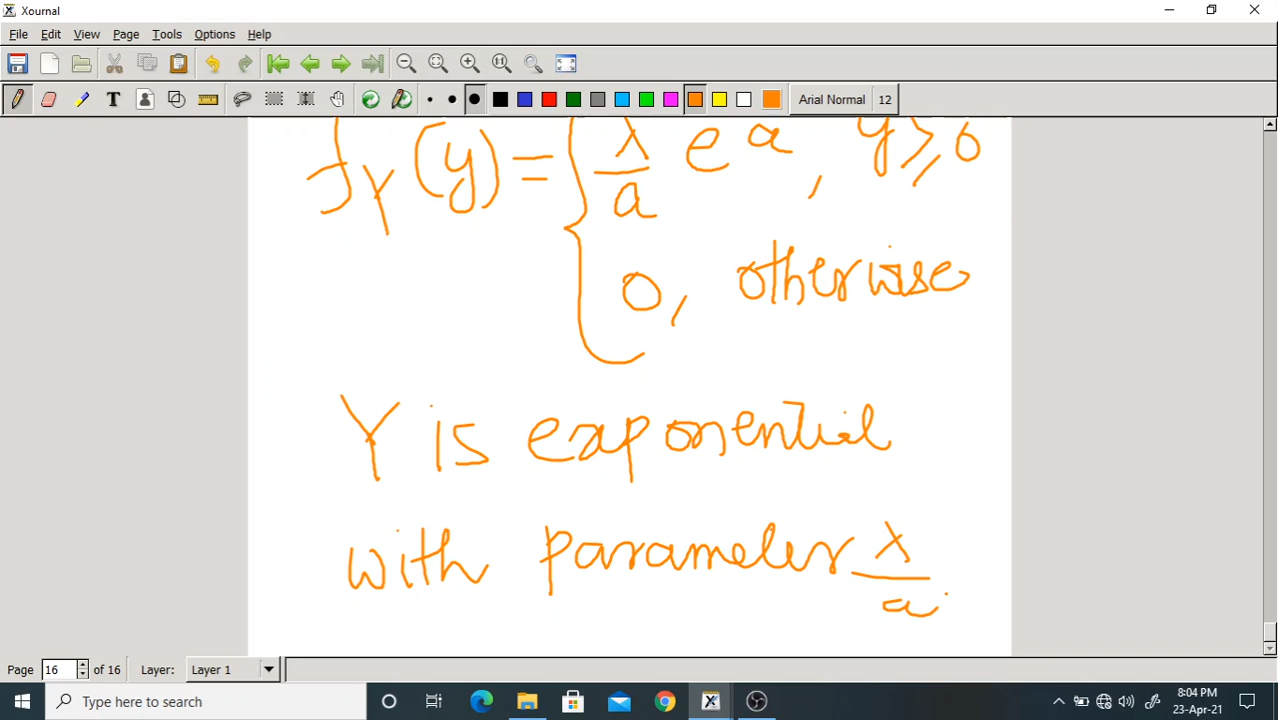 Xournal
File Edit View Page Tools Options Help
Arial Normal 12
f_Y (y) = { λ/a e a, y ≥ 0
0, otherwise
Y is exponential
with parameter λ/a
Page 16 of 16 Layer: Layer 1
Type here to search
8:04 PM
23-Apr-21